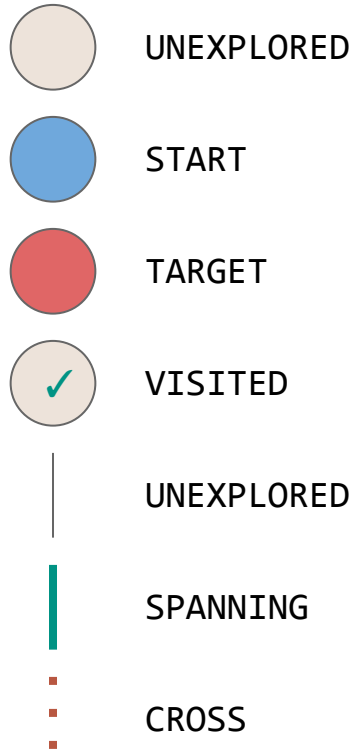 UNEXPLORED
START
TARGET
VISITED
UNEXPLORED
SPANNING
CROSS